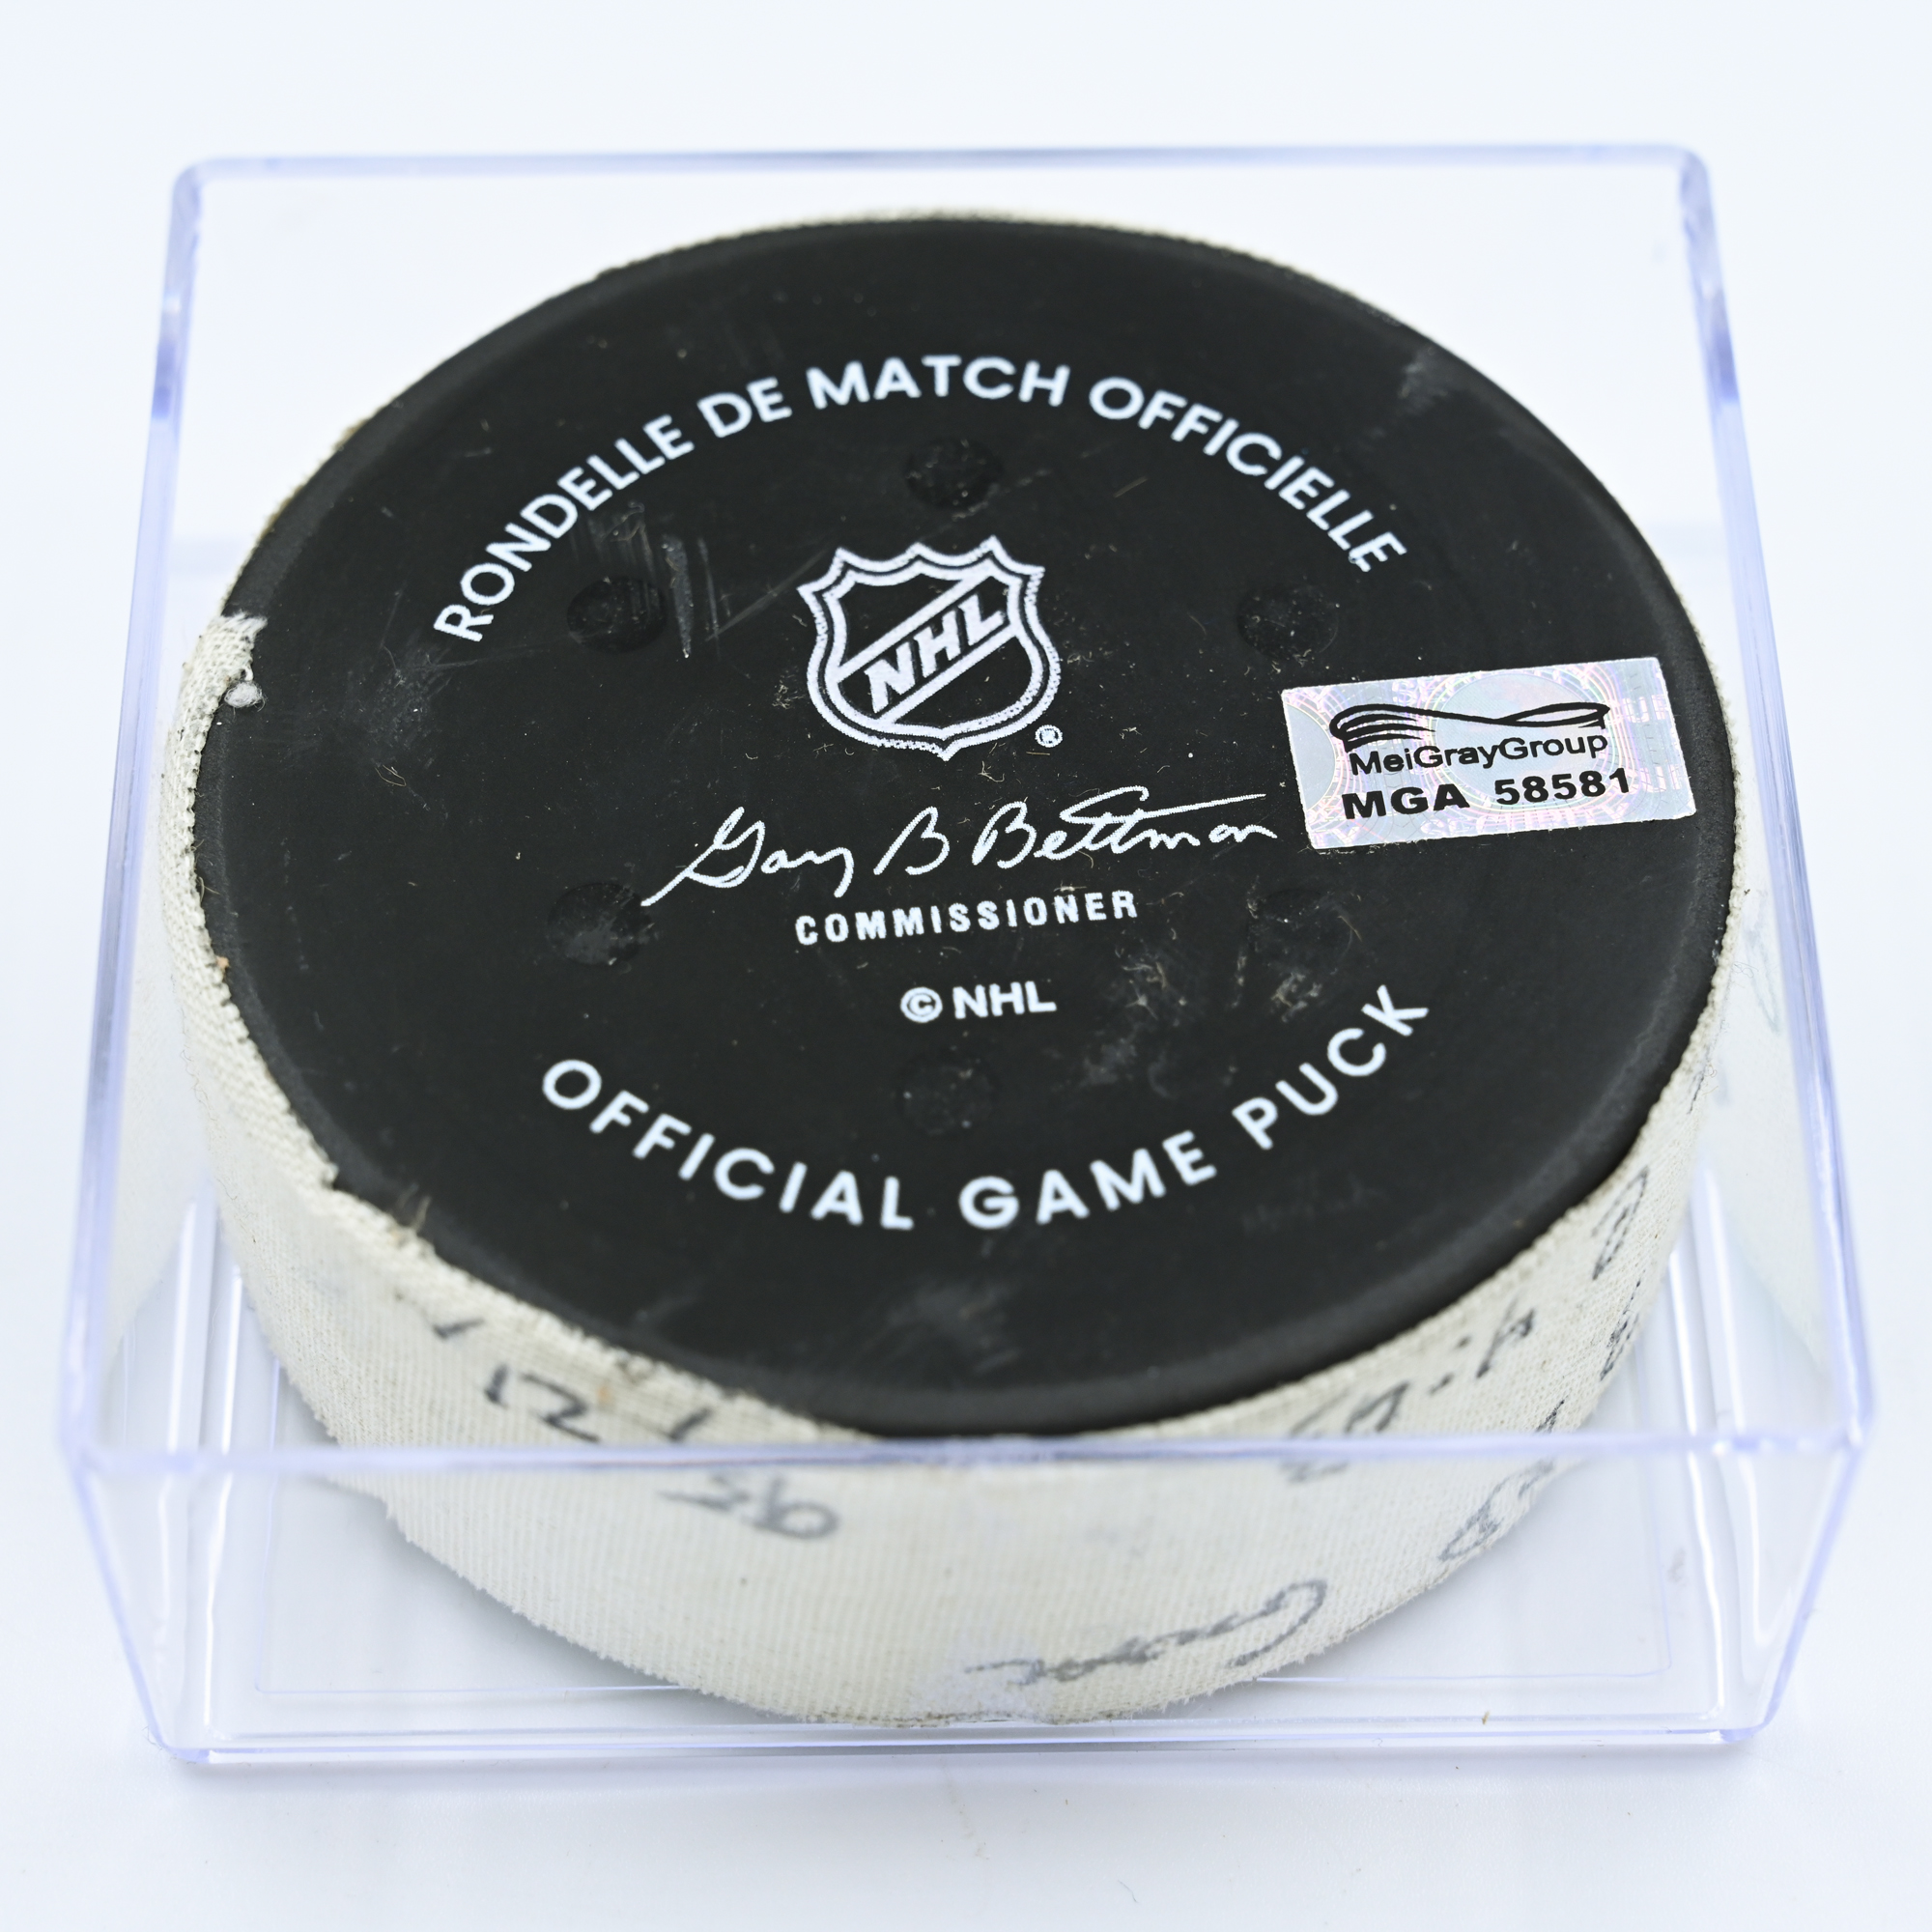 RONDELLE DE MATCH OFFICIELLE
NHL
®
MeiGrayGroup
MGA 58581
Gary B Bettman
COMMISSIONER
© NHL
OFFICIAL GAME PUCK